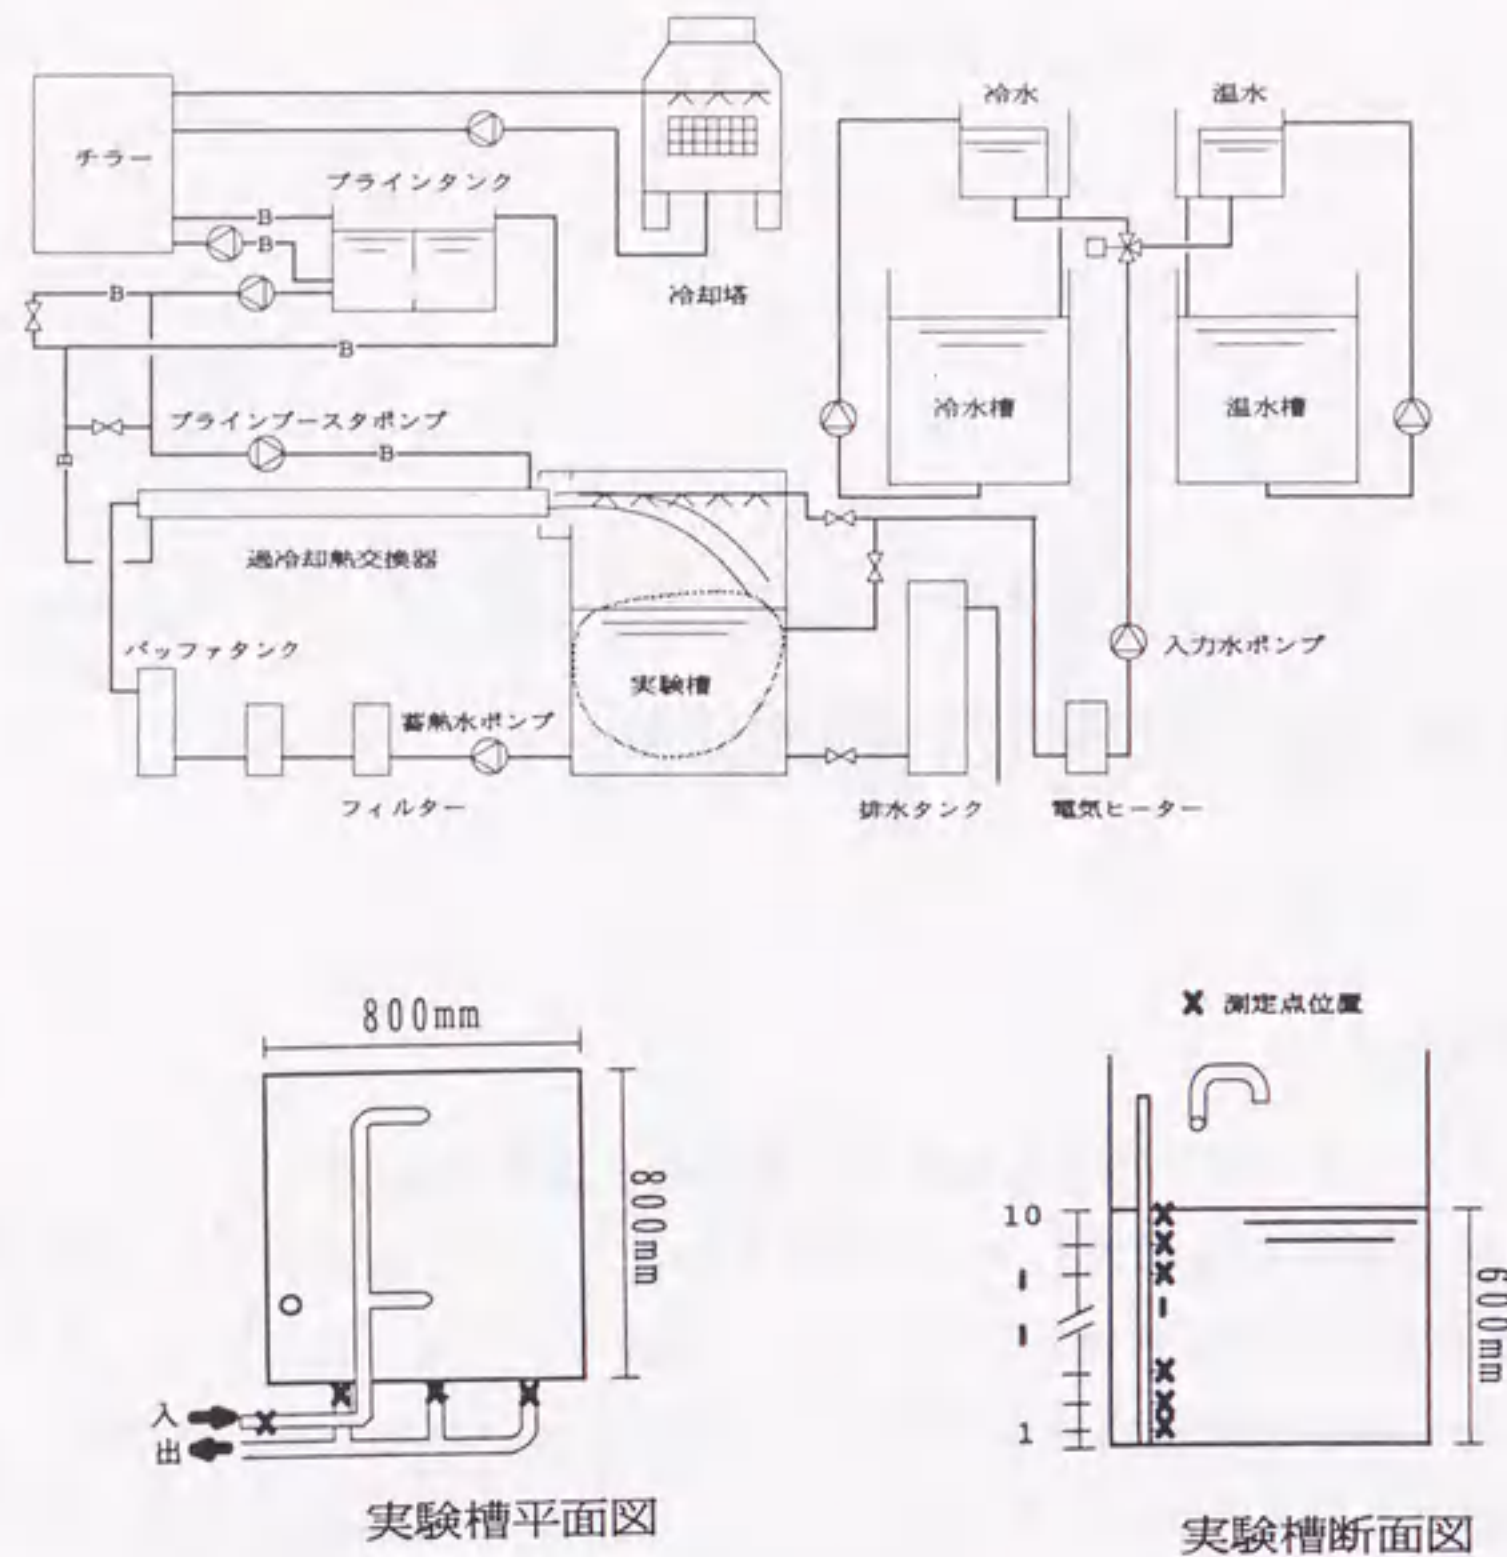 冷水
温水
チラー
ブラインタンク
B
B
B
冷却塔
B
ブラインブースタポンプ
B
冷水槽
温水槽
過冷却熱交換器
バッファタンク
実験槽
入力水ポンプ
蓄熱水ポンプ
フィルター
排水タンク
電気ヒーター
800mm
X 測定点位置
800mm
10
600mm
入
出
1
実験槽平面図
実験槽断面図